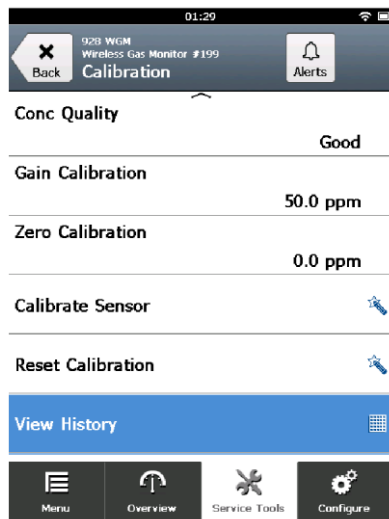 01:29
928 WGM
Wireless Gas Monitor #199
Back
Calibration
Alerts
Conc Quality
Good
Gain Calibration
50.0 ppm
Zero Calibration
0.0 ppm
Calibrate Sensor
Reset Calibration
View History
Menu
Overview
Service Tools
Configure